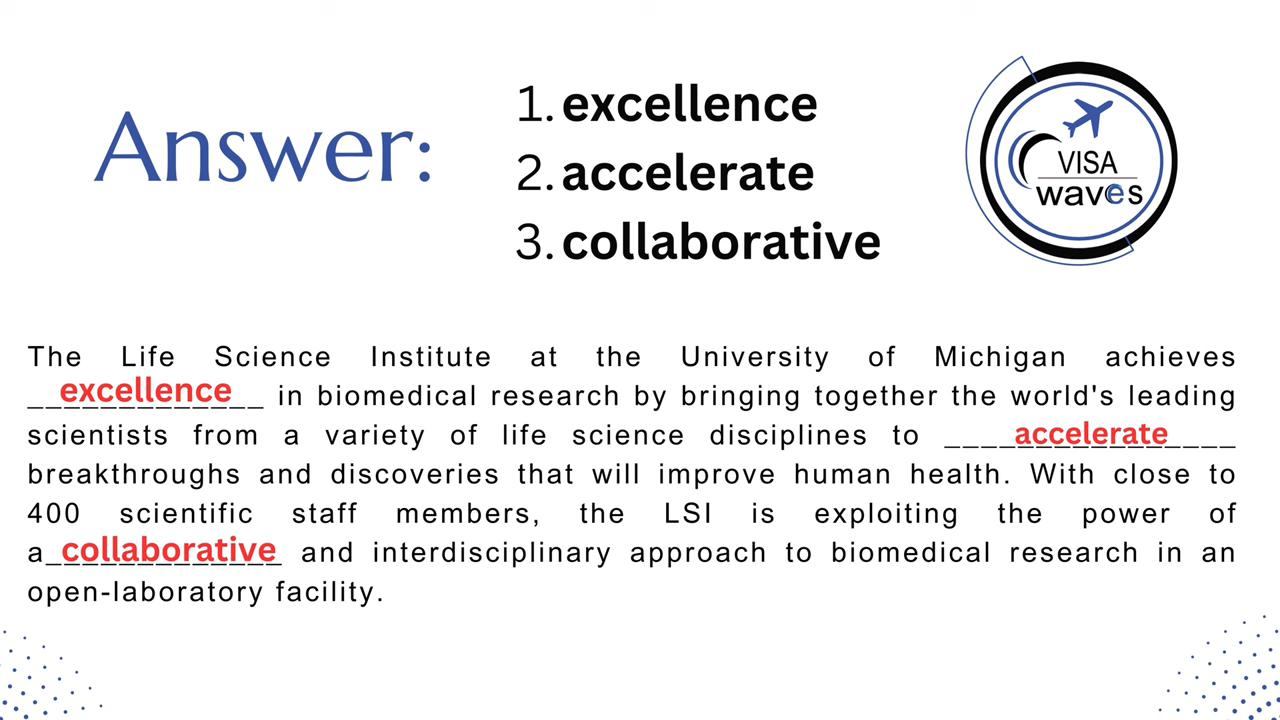 Answer:
1. excellence
2. accelerate
3. collaborative
VISA
waves
The Life Science Institute at the University of Michigan achieves
excellence in biomedical research by bringing together the world's leading
scientists from a variety of life science disciplines to accelerate
breakthroughs and discoveries that will improve human health. With close to
400 scientific staff members, the LSI is exploiting the power of
a collaborative and interdisciplinary approach to biomedical research in an
open-laboratory facility.